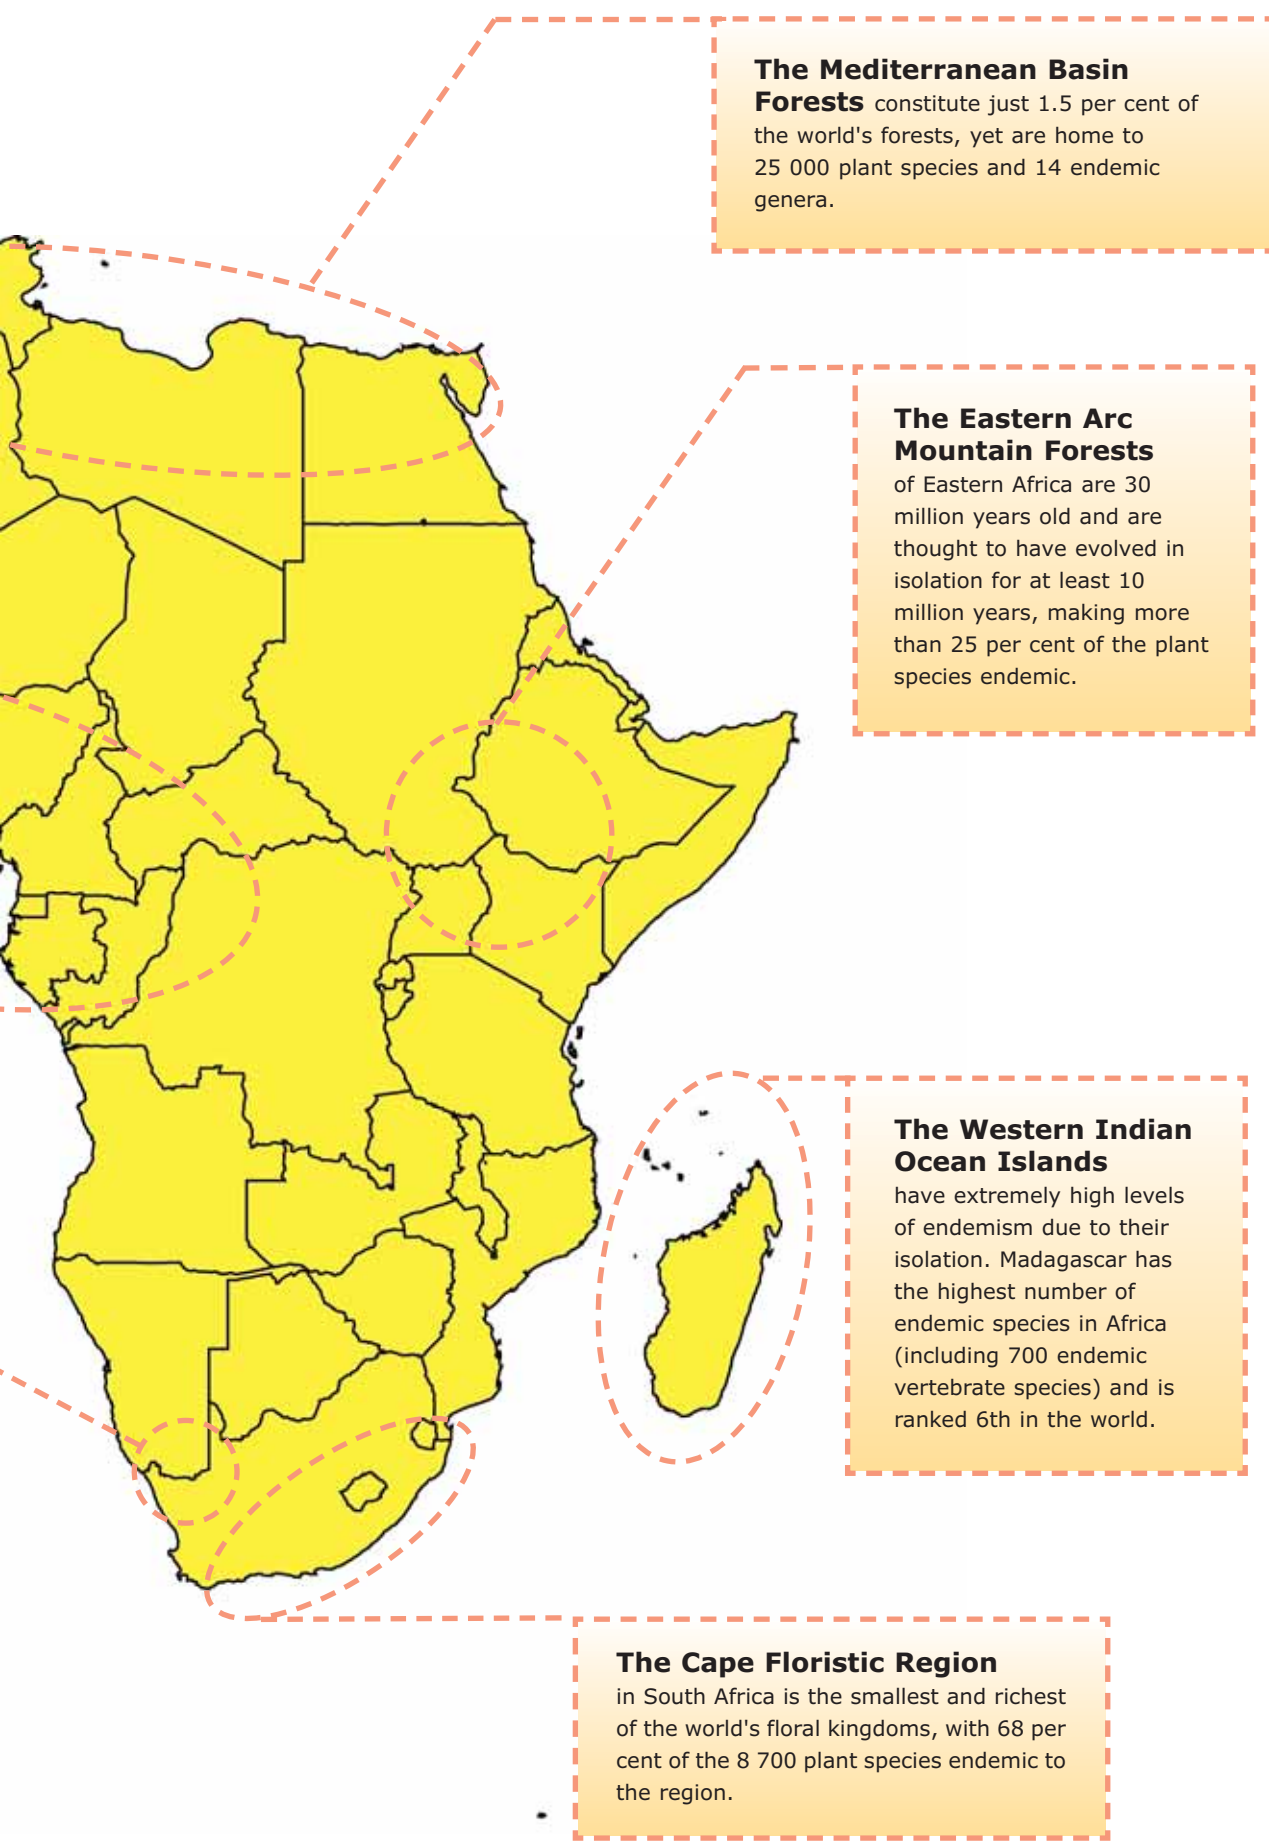 The Mediterranean Basin
Forests constitute just 1.5 per cent of
the world's forests, yet are home to
25 000 plant species and 14 endemic
genera.
The Eastern Arc
Mountain Forests
of Eastern Africa are 30
million years old and are
thought to have evolved in
isolation for at least 10
million years, making more
than 25 per cent of the plant
species endemic.
The Western Indian
Ocean Islands
have extremely high levels
of endemism due to their
isolation. Madagascar has
the highest number of
endemic species in Africa
(including 700 endemic
vertebrate species) and is
ranked 6th in the world.
The Cape Floristic Region
in South Africa is the smallest and richest
of the world's floral kingdoms, with 68 per
cent of the 8 700 plant species endemic to
the region.